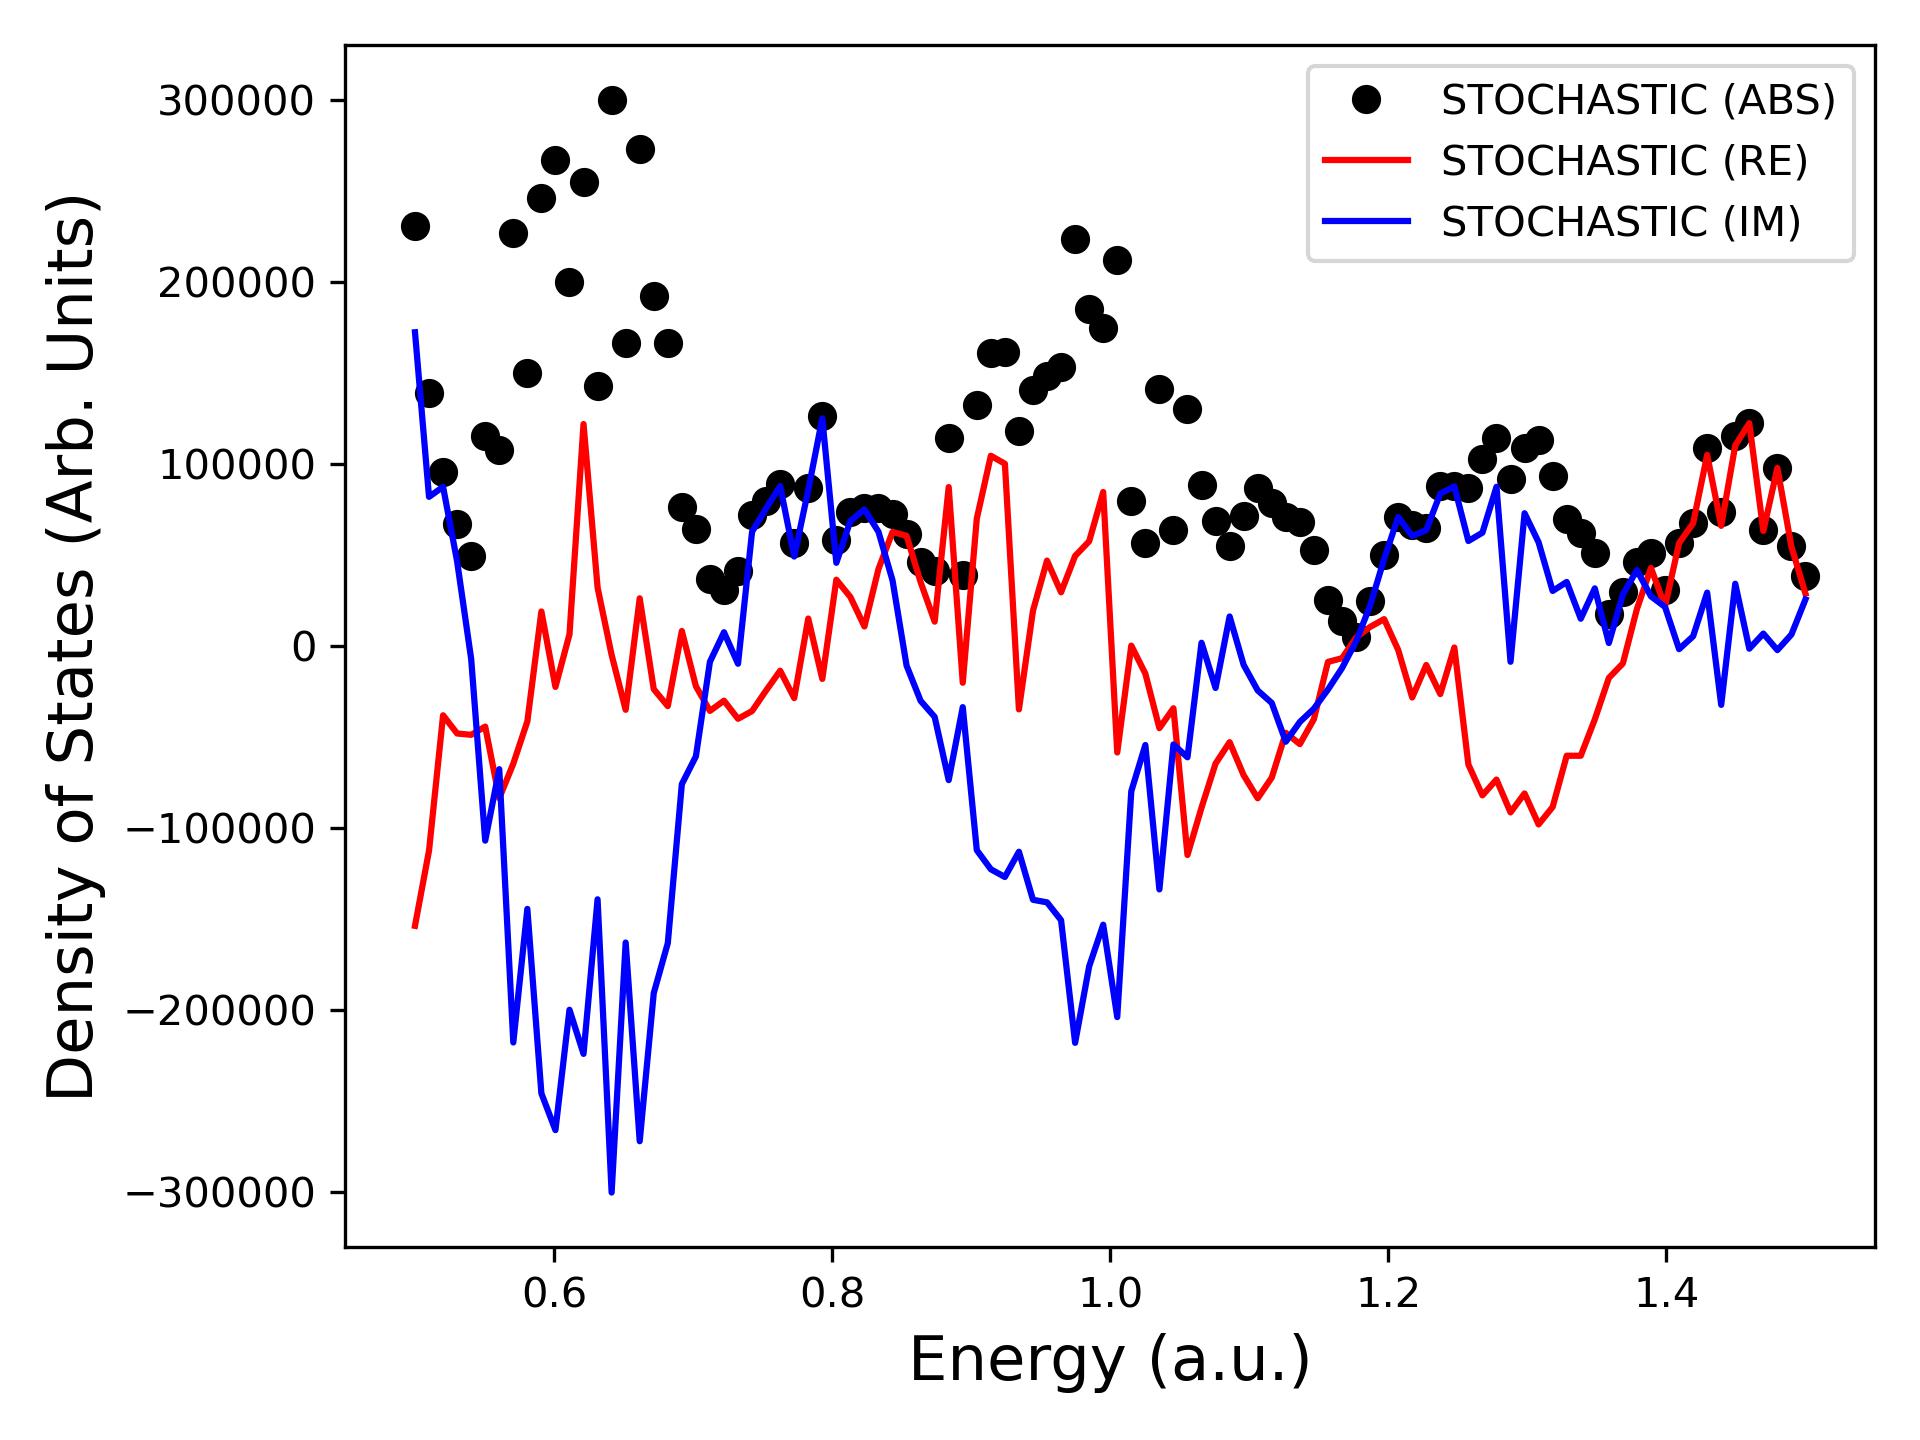 STOCHASTIC (ABS)
STOCHASTIC (RE)
STOCHASTIC (IM)
Density of States (Arb. Units)
300000
200000
100000
0
−100000
−200000
−300000
0.6 0.8 1.0 1.2 1.4
Energy (a.u.)